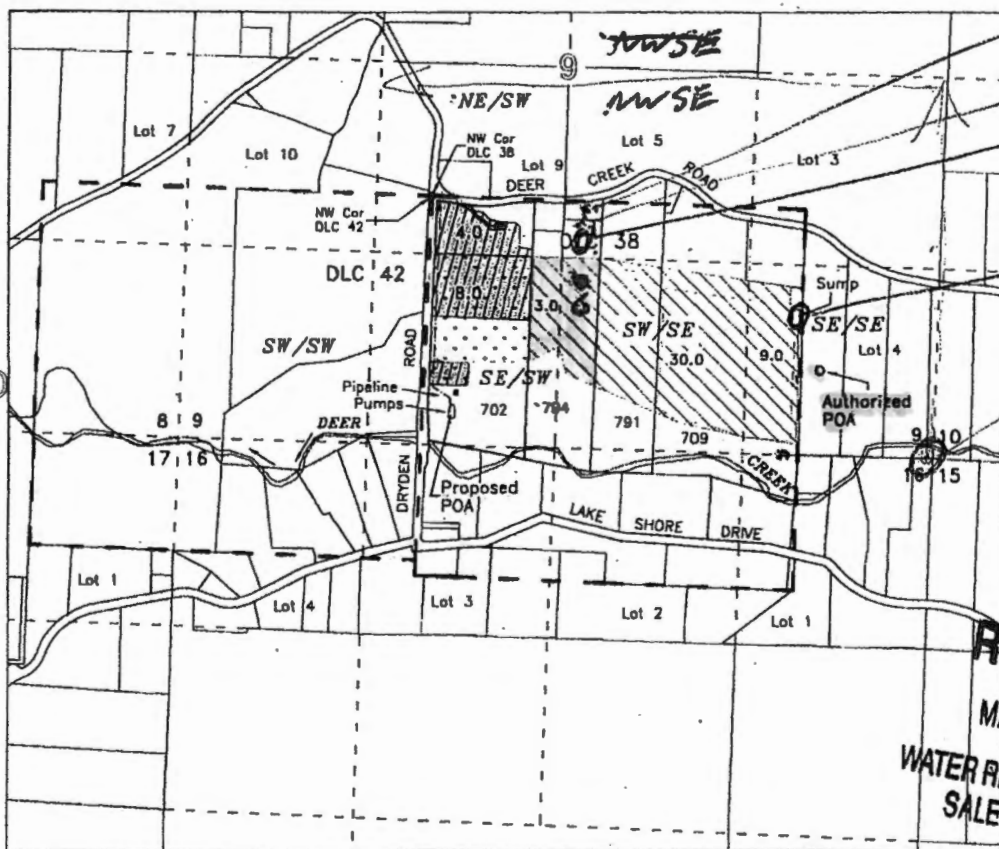 NWSE
9
NE/SW
NWSE
Lot 7
Lot 10
NW Cor
DLC 38
Lot 9
Lot 5
Lot 3
DEER CREEK ROAD
NW Cor
DLC 42
4.0
38
DLC 42
8.0
3.0
SW/SE
30.0
9.0
Sump
SE/SE
SW/SW
ROAD
SE/SW
Lot 4
Authorized
POA
Pipeline
Pumps
702
794
791
709
8 9
17 16
DEER
CREEK
9 10
16 15
DRYDEN
Proposed
POA
LAKE SHORE DRIVE
Lot 1
Lot 4
Lot 3
Lot 2
Lot 1
R
MA
WATER RE
SALE